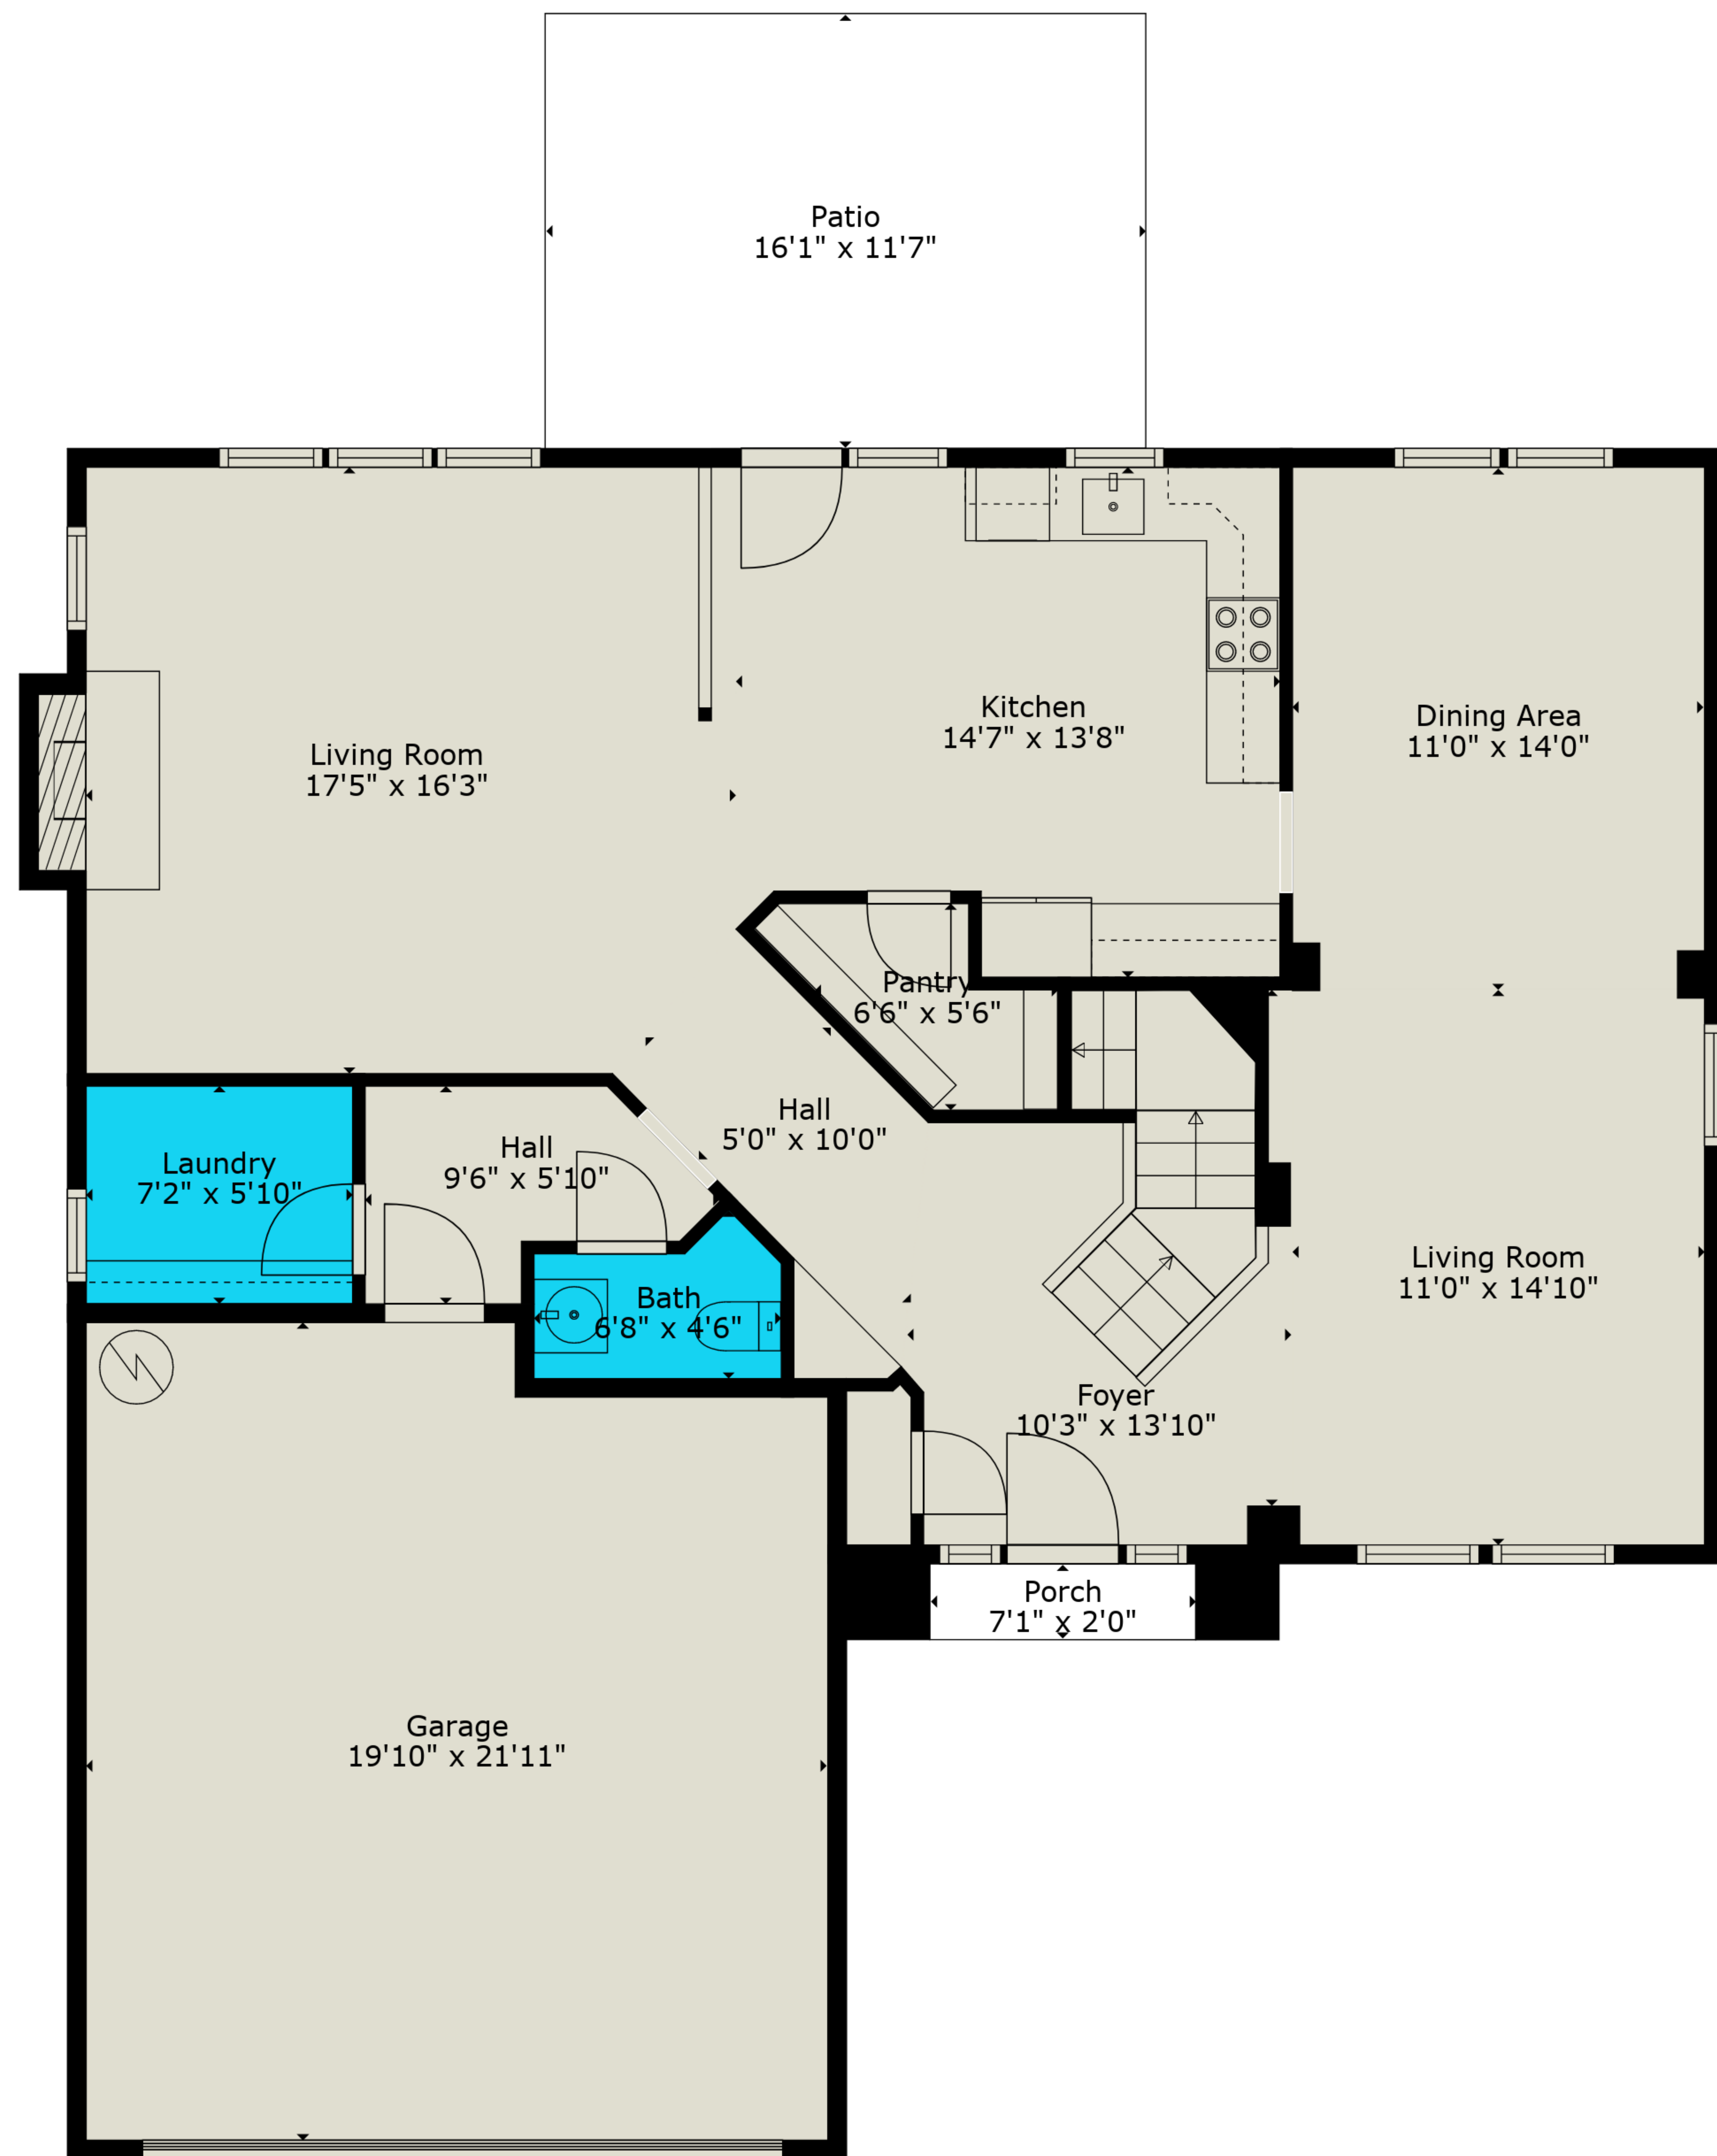 Patio
16'1" x 11'7"
Kitchen
14'7" x 13'8"
Dining Area
11'0" x 14'0"
Living Room
17'5" x 16'3"
Pantry
6'6" x 5'6"
Hall
5'0" x 10'0"
Hall
9'6" x 5'10"
Laundry
7'2" x 5'10"
Living Room
11'0" x 14'10"
Bath
6'8" x 4'6"
Foyer
10'3" x 13'10"
Porch
7'1" x 2'0"
Garage
19'10" x 21'11"